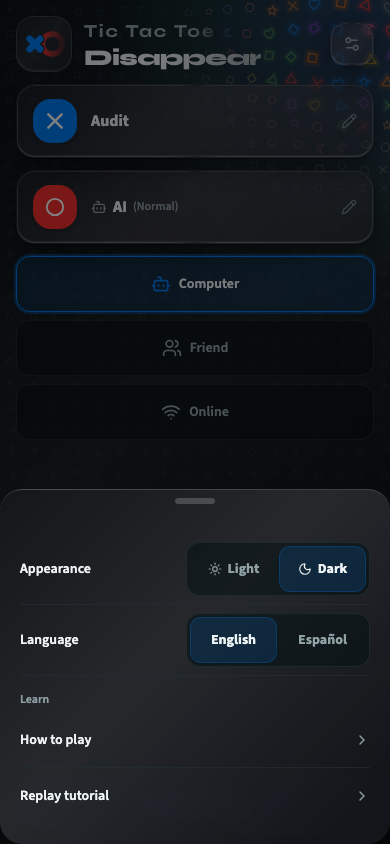 Tic Tac Toe
Disappear
Audit
AI (Normal)
Computer
Friend
Online
Appearance
Light
Dark
Language
English
Español
Learn
How to play
Replay tutorial